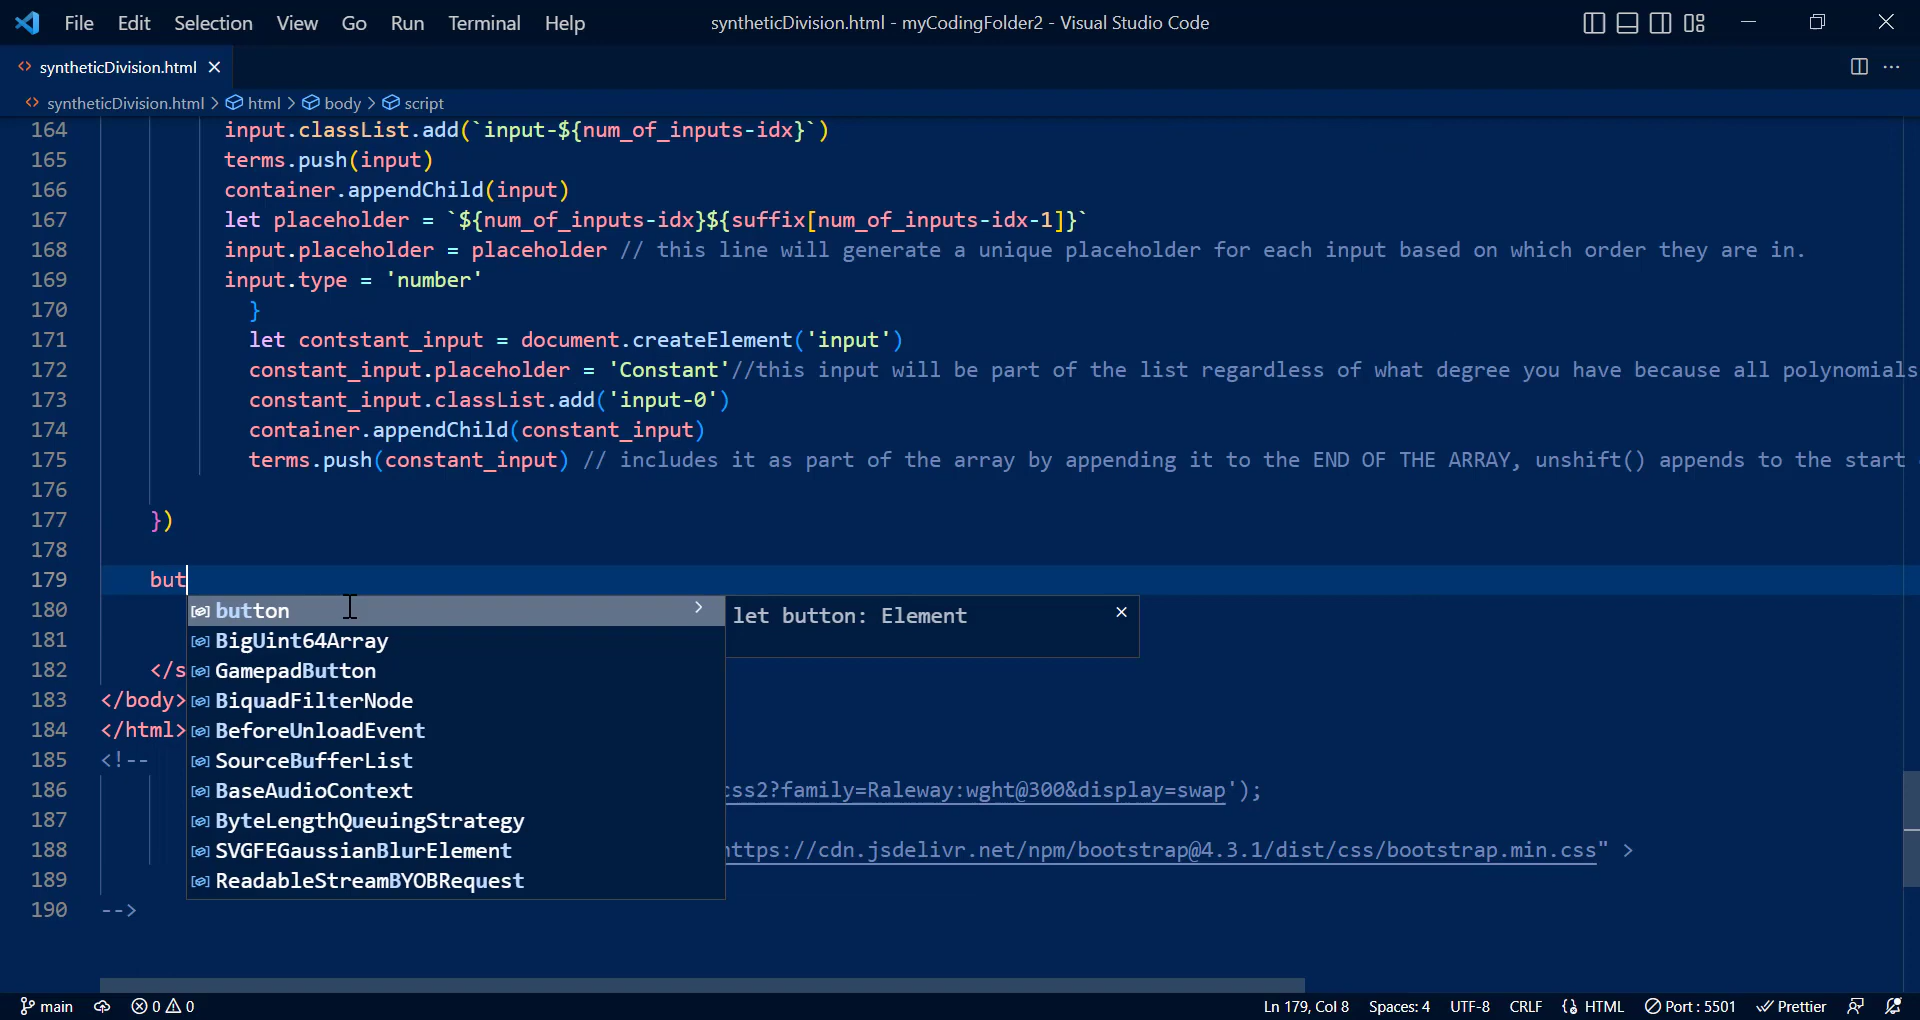 File Edit Selection View Go Run Terminal Help syntheticDivision.html - myCodingFolder2 - Visual Studio Code
<> syntheticDivision.html ×
<> syntheticDivision.html > html > body > script
164 input.classList.add(`input-${num_of_inputs-idx}`)
165 terms.push(input)
166 container.appendChild(input)
167 let placeholder = `${num_of_inputs-idx}${suffix[num_of_inputs-idx-1]}`
168 input.placeholder = placeholder // this line will generate a unique placeholder for each input based on which order they are in.
169 input.type = 'number'
170 }
171 let contstant_input = document.createElement('input')
172 constant_input.placeholder = 'Constant'//this input will be part of the list regardless of what degree you have because all polynomials
173 constant_input.classList.add('input-0')
174 container.appendChild(constant_input)
175 terms.push(constant_input) // includes it as part of the array by appending it to the END OF THE ARRAY, unshift() appends to the start
176
177 })
178
179 but
180 button > let button: Element ×
181 BigUint64Array
GamepadButton
182 </s
183 </body> BiquadFilterNode
184 </html> BeforeUnloadEvent
185 <!-- SourceBufferList
186 BaseAudioContext css2?family=Raleway:wght@300&display=swap');
187 ByteLengthQueuingStrategy
188 SVGFEGaussianBlurElement https://cdn.jsdelivr.net/npm/bootstrap@4.3.1/dist/css/bootstrap.min.css" >
189 ReadableStreamBYOBRequest
190 -->
main 0 0 Ln 179, Col 8 Spaces: 4 UTF-8 CRLF {} HTML Port : 5501 Prettier